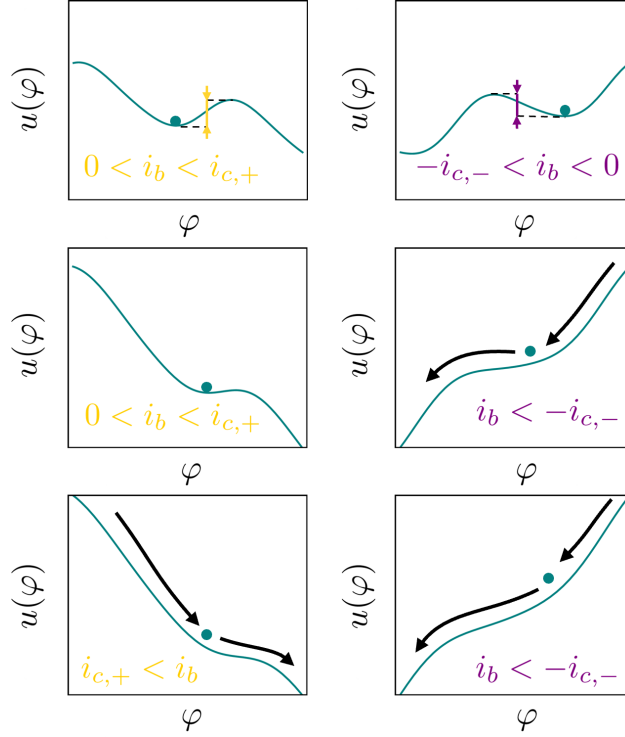 u(φ)
0 < i_b < i_{c,+}
φ
u(φ)
-i_{c,-} < i_b < 0
φ
u(φ)
0 < i_b < i_{c,+}
φ
u(φ)
i_b < -i_{c,-}
φ
u(φ)
i_{c,+} < i_b
φ
u(φ)
i_b < -i_{c,-}
φ